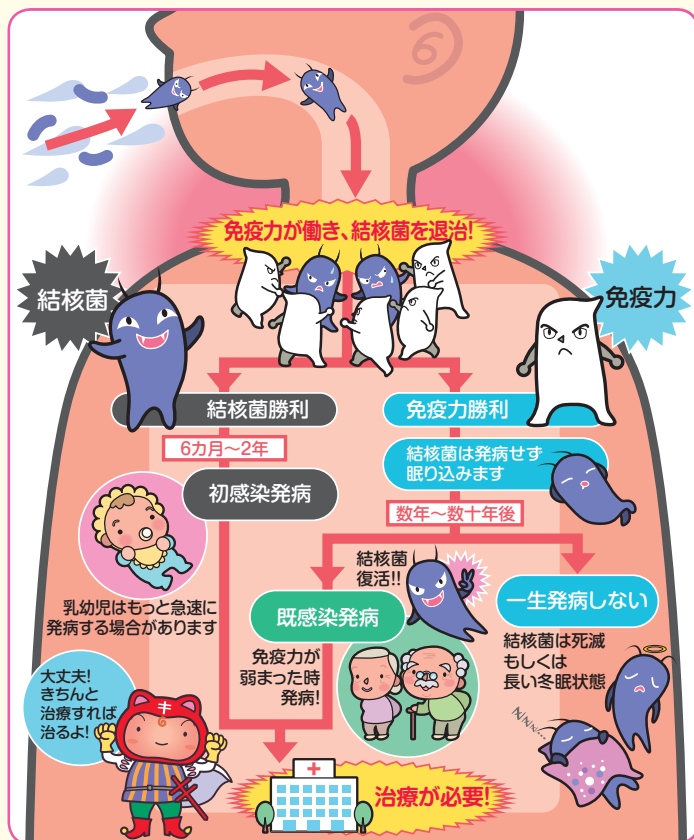 免疫力が働き、結核菌を退治!
結核菌
免疫力
結核菌勝利
免疫力勝利
6カ月〜2年
結核菌は発病せず
眠り込みます
初感染発病
数年〜数十年後
結核菌
復活!!
乳幼児はもっと急速に
発病する場合があります
既感染発病
一生発病しない
免疫力が
弱まった時
発病!
結核菌は死滅
もしくは
長い冬眠状態
大丈夫!
きちんと
治療すれば
治るよ!
キ
NNN...
治療が必要!